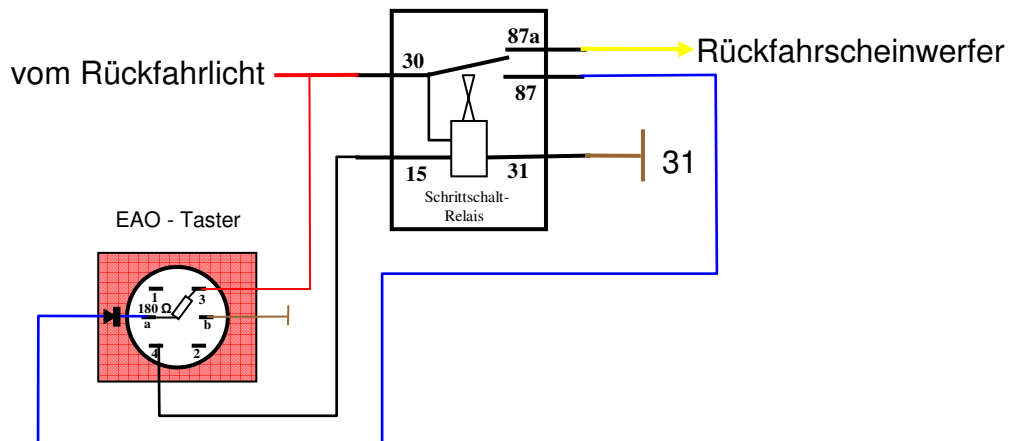 87a
Rückfahrscheinwerfer
vom Rückfahrlicht
30
87
15
31
31
Schrittschalt-
Relais
EAO - Taster
1
3
180 Ω
a
b
4
2